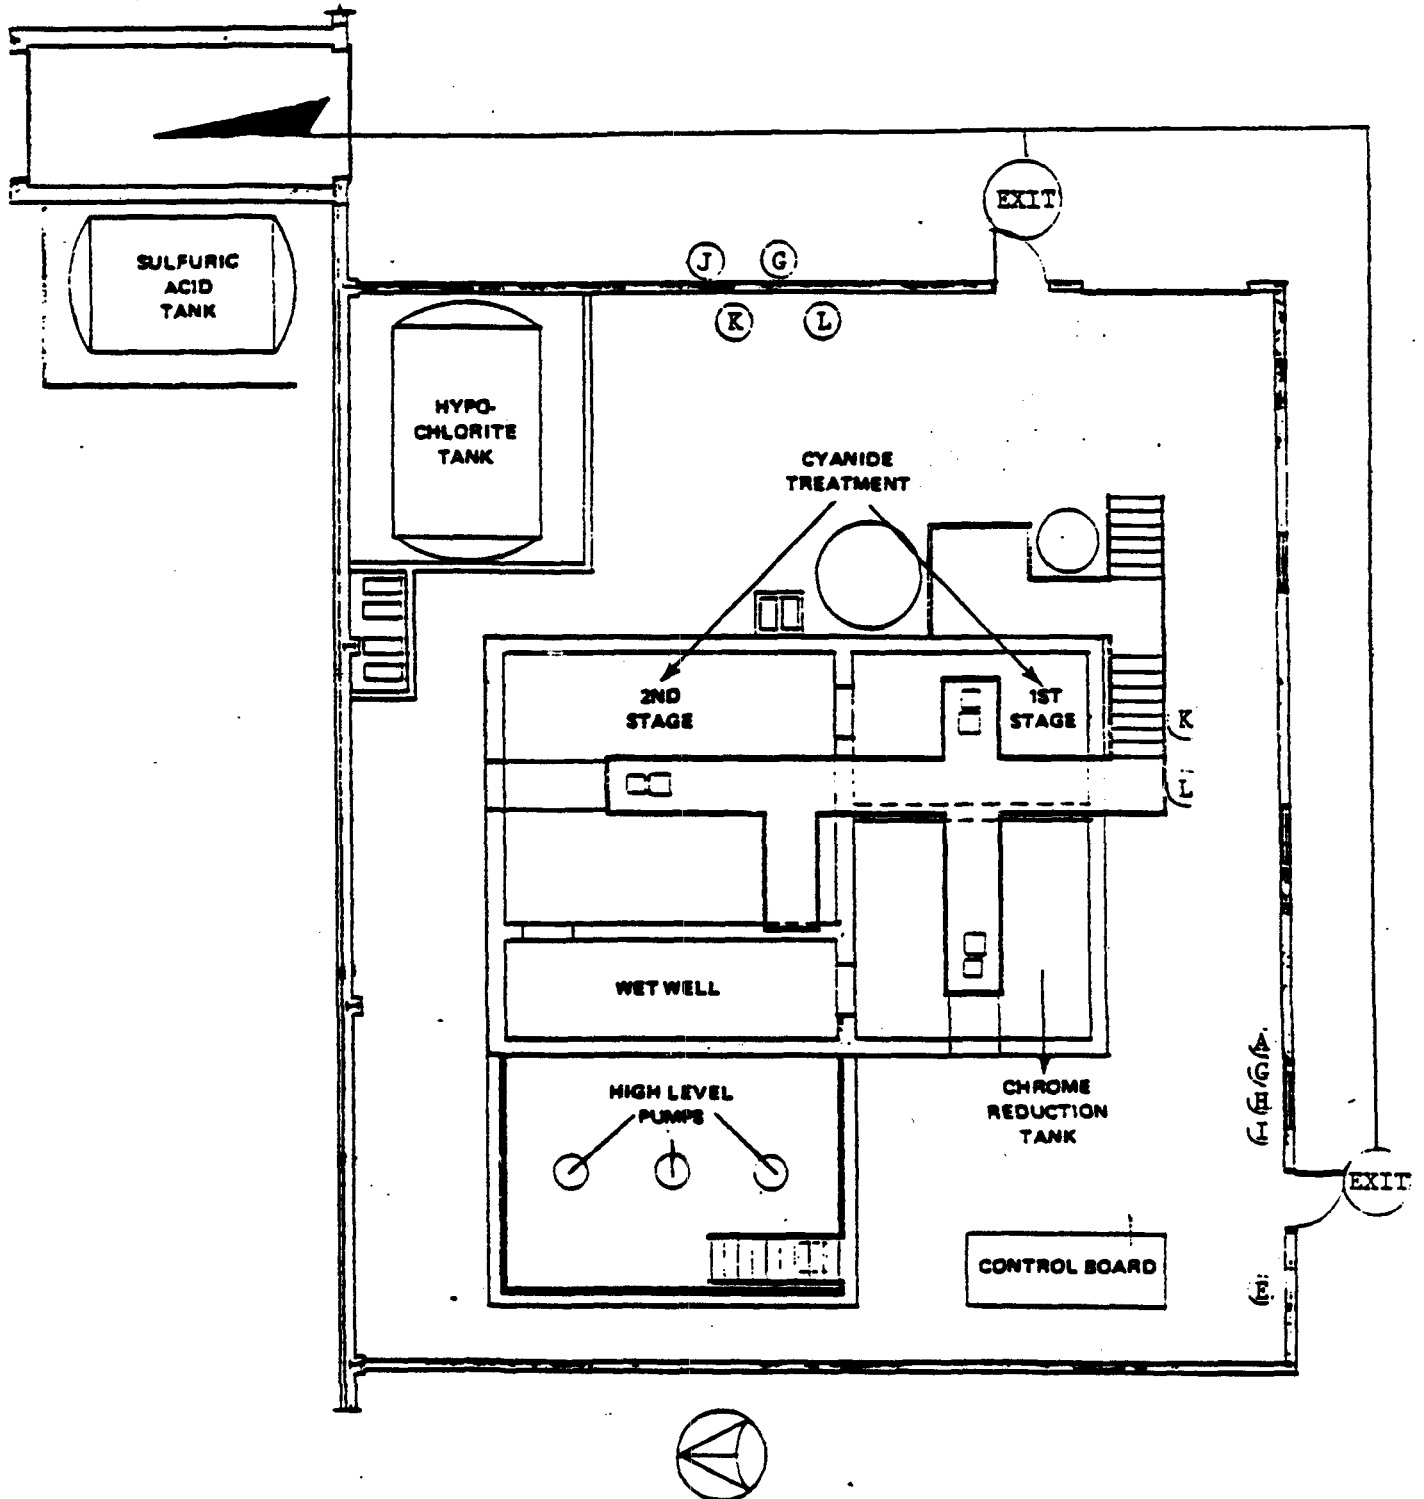 EXIT
J
G
SULFURIC
ACID
TANK
K
L
HYPO-
CHLORITE
TANK
CYANIDE
TREATMENT
2ND
STAGE
1ST
STAGE
K
L
WET WELL
A
G
H
I
HIGH LEVEL
PUMPS
CHROME
REDUCTION
TANK
EXIT
CONTROL BOARD
E